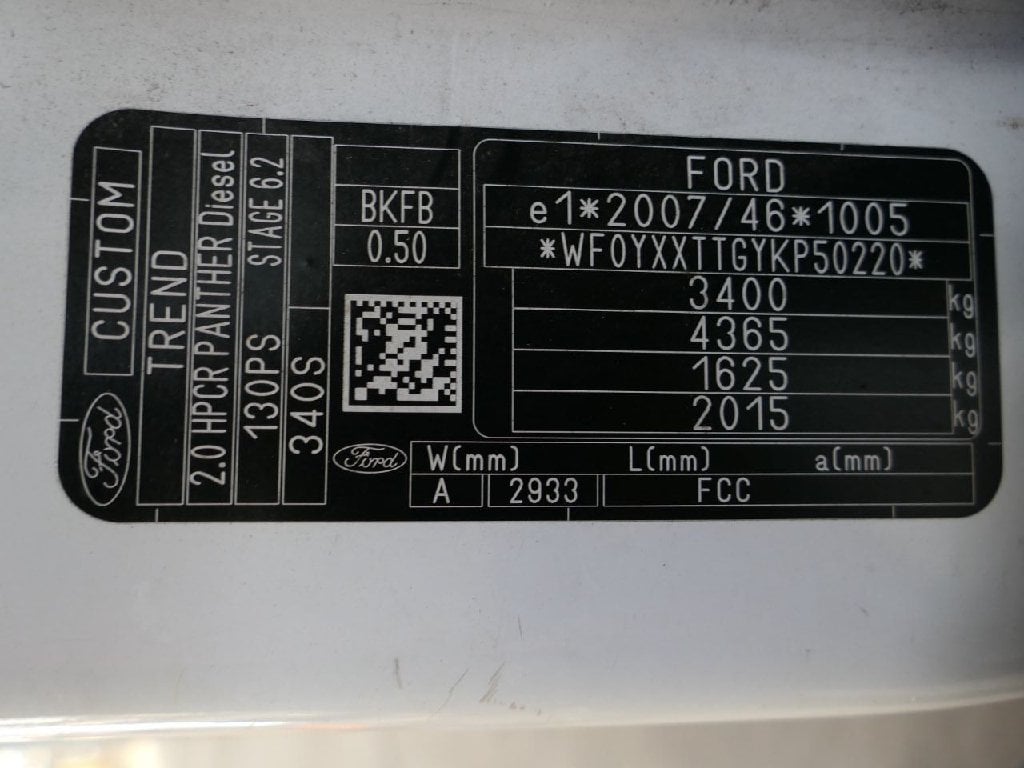 CUSTOM
Ford
TREND
2.0 HPCR PANTHER Diesel
130PS STAGE 6.2
340S
BKFB
0.50
Ford
FORD
e1*2007/46*1005
*WF0YXXTTGYKP50220*
3400 kg
4365 kg
1625 kg
2015 kg
W(mm) L(mm) a(mm)
A 2933 FCC